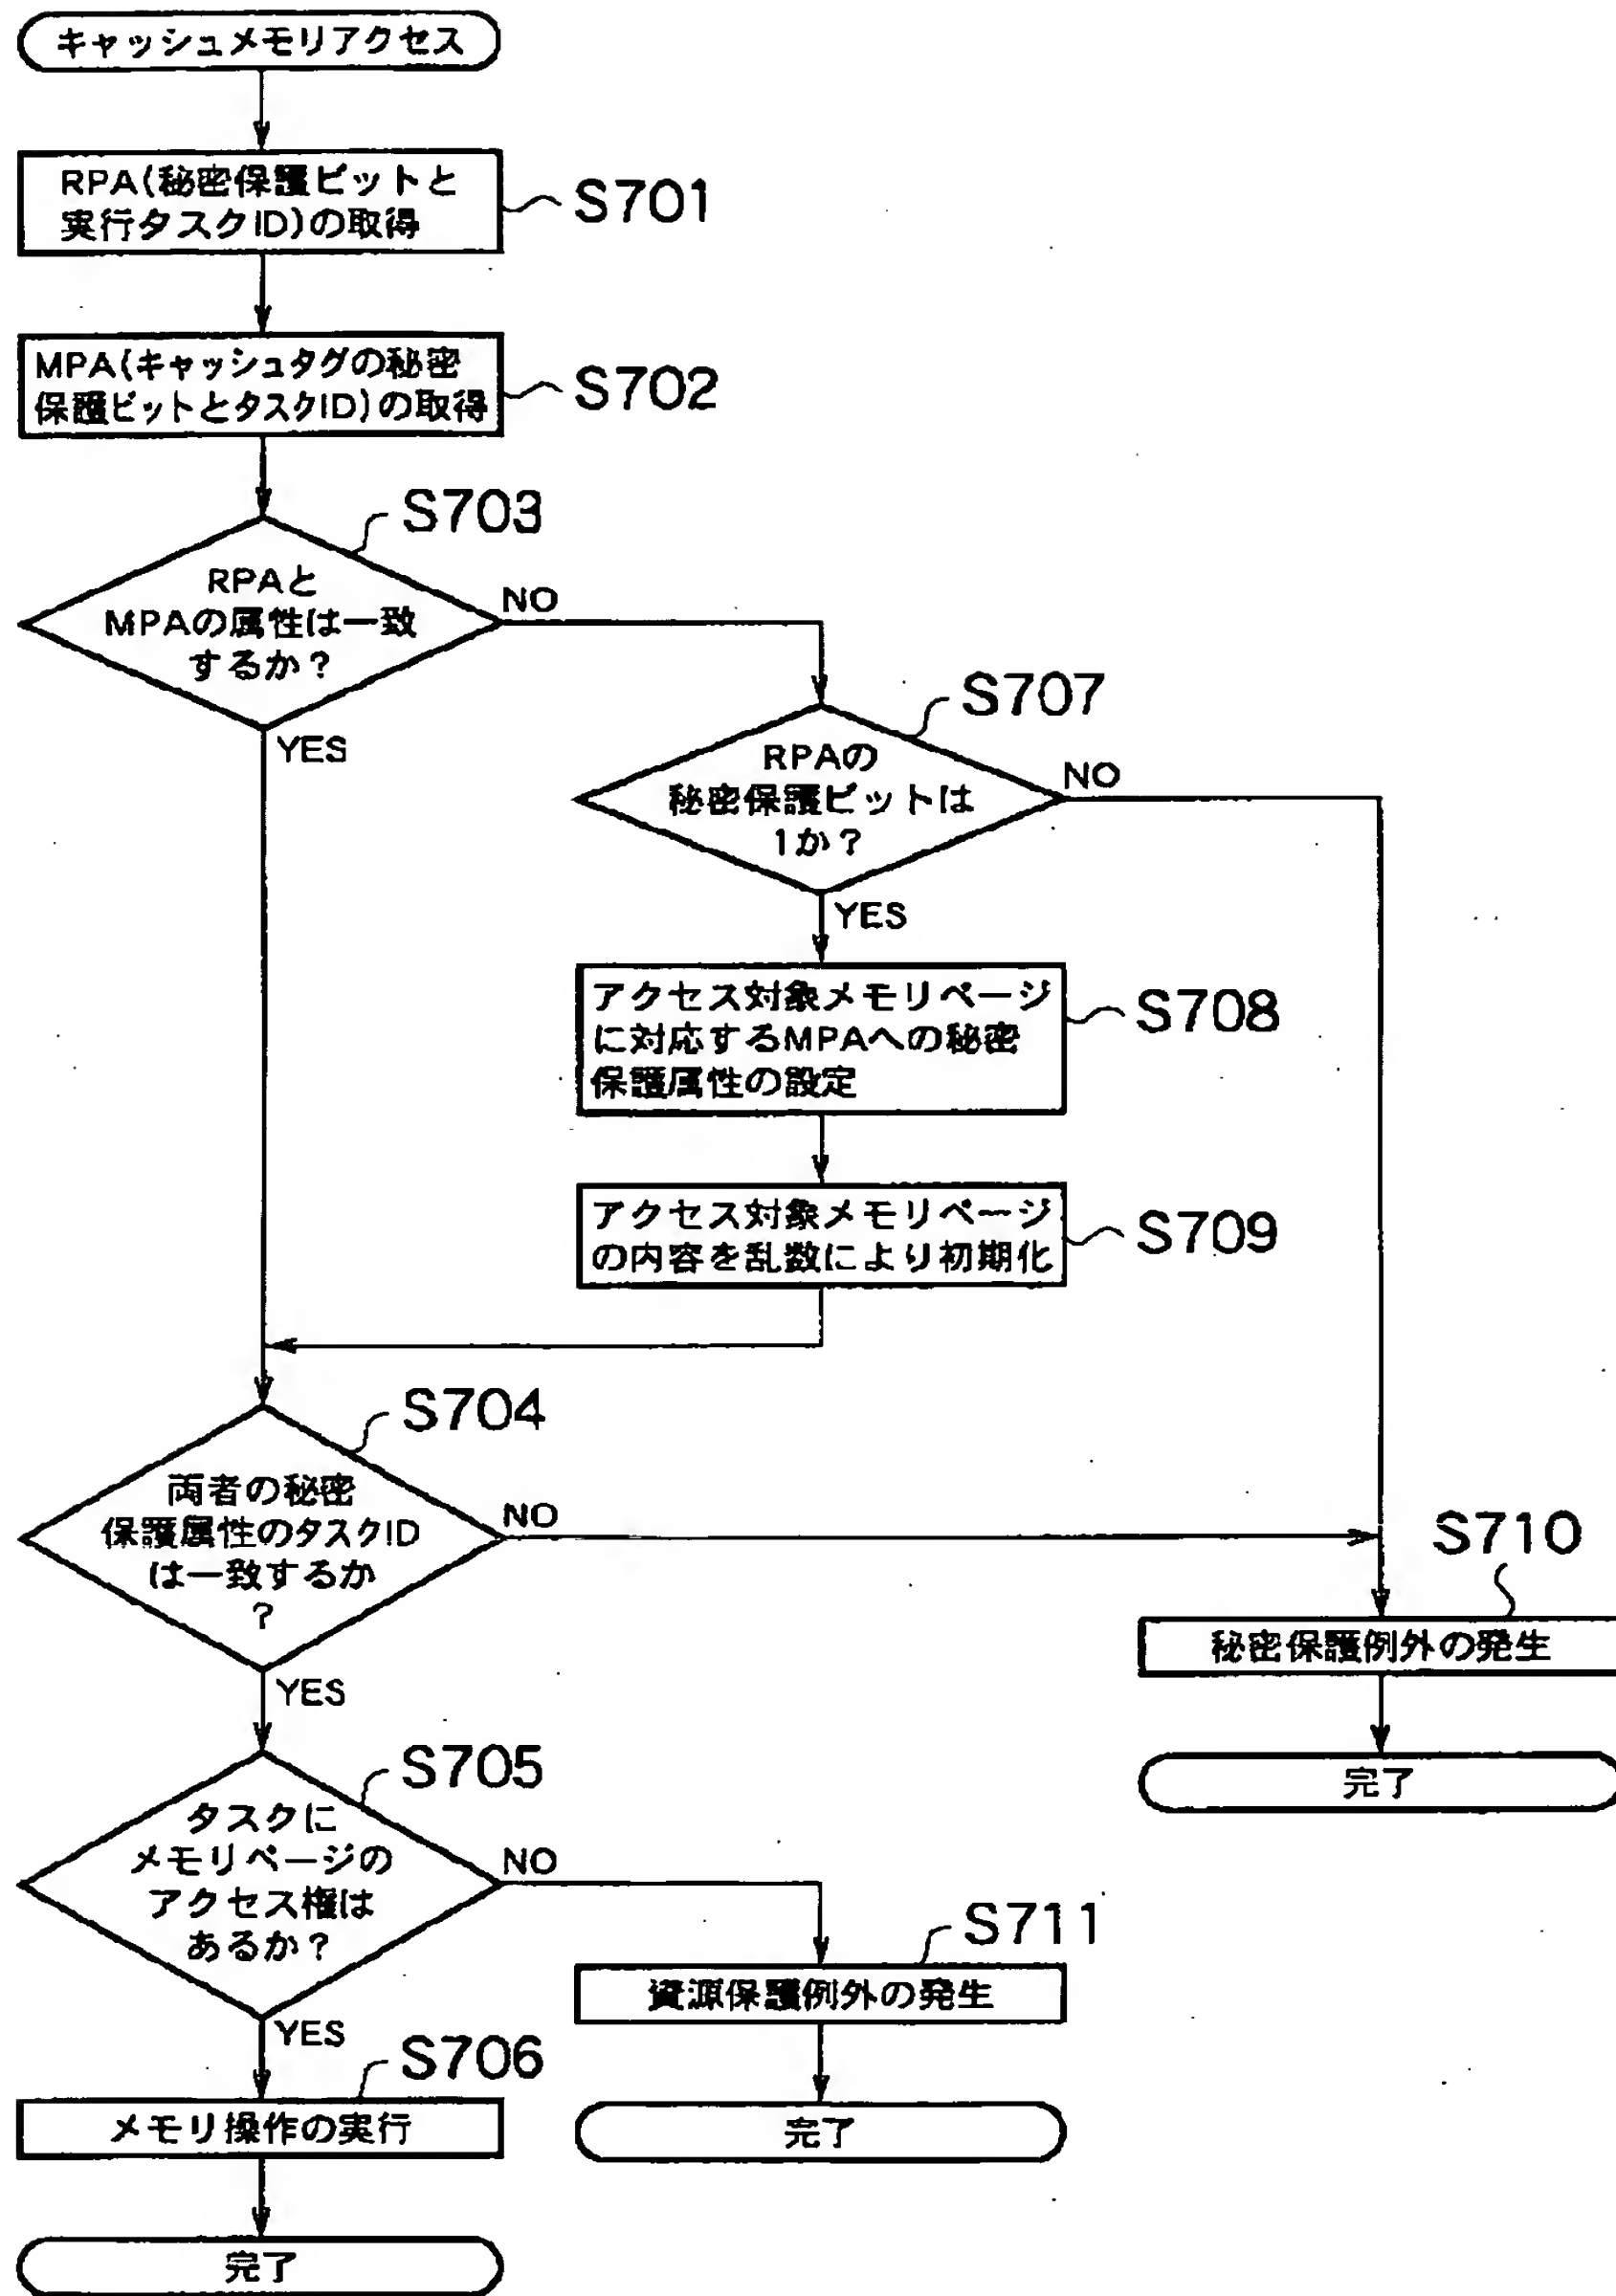 キャッシュメモリアクセス
RPA(秘密保護ビットと
実行タスクID)の取得
S701
MPA(キャッシュタグの秘密
保護ビットとタスクID)の取得
S702
S703
RPAと
MPAの属性は一致
するか?
NO
YES
S707
RPAの
秘密保護ビットは
1か?
NO
YES
アクセス対象メモリページ
に対応するMPAへの秘密
保護属性の設定
S708
アクセス対象メモリページ
の内容を乱数により初期化
S709
S704
両者の秘密
保護属性のタスクID
は一致するか
?
NO
YES
S710
秘密保護例外の発生
完了
S705
タスクに
メモリページの
アクセス権は
あるか?
NO
YES
S711
資源保護例外の発生
完了
S706
メモリ操作の実行
完了